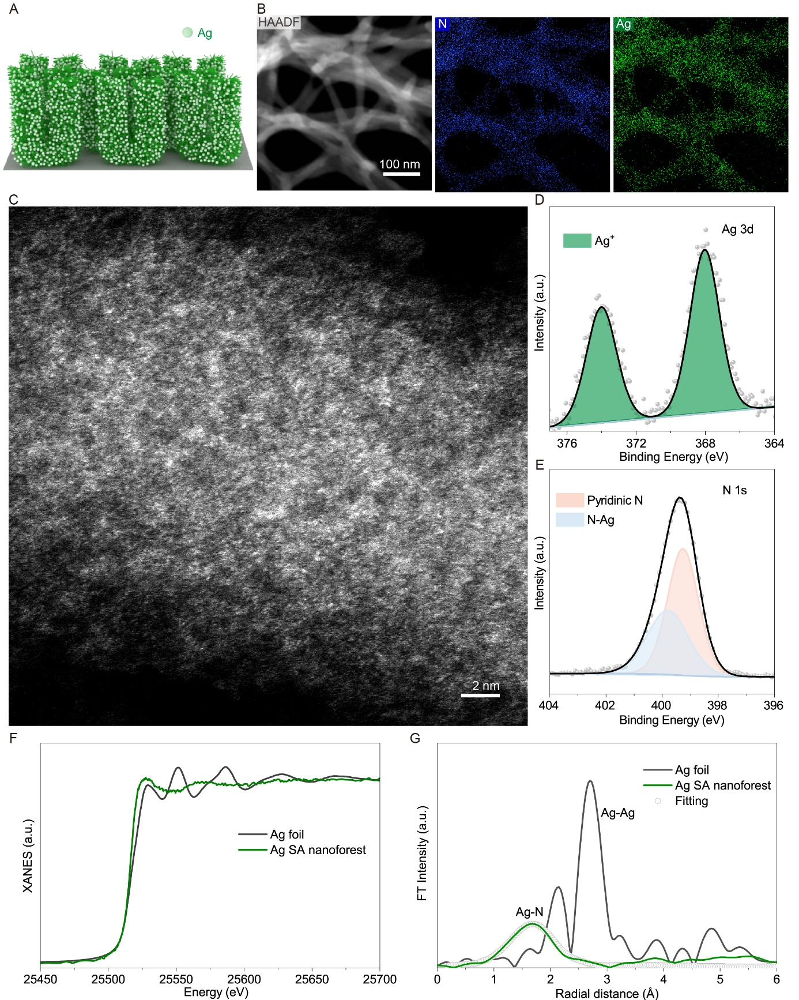 A
Ag
B
HAADF
100 nm
N
Ag
C
2 nm
D
Ag⁺
Ag 3d
Intensity (a.u.)
376 372 368 364
Binding Energy (eV)
E
Pyridinic N
N-Ag
N 1s
Intensity (a.u.)
404 402 400 398 396
Binding Energy (eV)
F
Ag foil
Ag SA nanoforest
XANES (a.u.)
25450 25500 25550 25600 25650 25700
Energy (eV)
G
Ag foil
Ag SA nanoforest
Fitting
Ag-Ag
Ag-N
FT Intensity (a.u.)
0 1 2 3 4 5 6
Radial distance (Å)